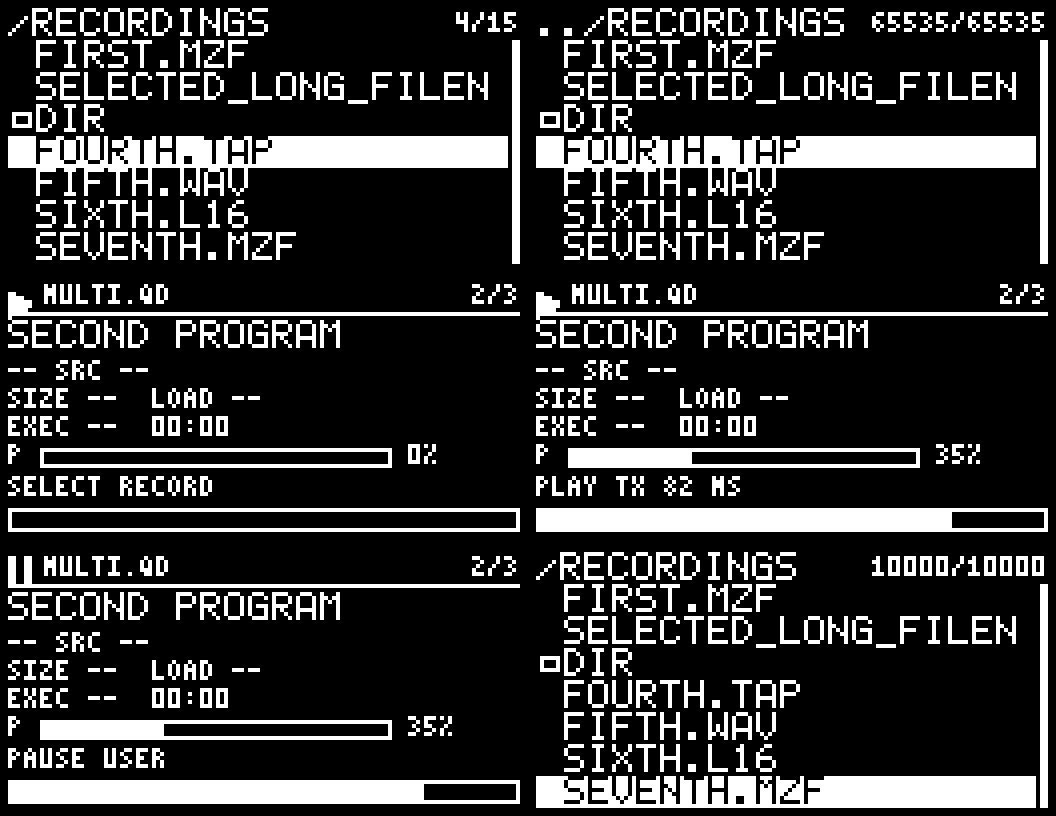 /RECORDINGS 4/15
FIRST.MZF
SELECTED_LONG_FILEN
DIR
FOURTH.TAP
FIFTH.WAV
SIXTH.L16
SEVENTH.MZF
../RECORDINGS 65535/65535
FIRST.MZF
SELECTED_LONG_FILEN
DIR
FOURTH.TAP
FIFTH.WAV
SIXTH.L16
SEVENTH.MZF
MULTI.QD 2/3
SECOND PROGRAM
-- SRC --
SIZE -- LOAD --
EXEC -- 00:00
P 0%
SELECT RECORD
MULTI.QD 2/3
SECOND PROGRAM
-- SRC --
SIZE -- LOAD --
EXEC -- 00:00
P 35%
PLAY TX 82 MS
MULTI.QD 2/3
SECOND PROGRAM
-- SRC --
SIZE -- LOAD --
EXEC -- 00:00
P 35%
PAUSE USER
/RECORDINGS 10000/10000
FIRST.MZF
SELECTED_LONG_FILEN
DIR
FOURTH.TAP
FIFTH.WAV
SIXTH.L16
SEVENTH.MZF